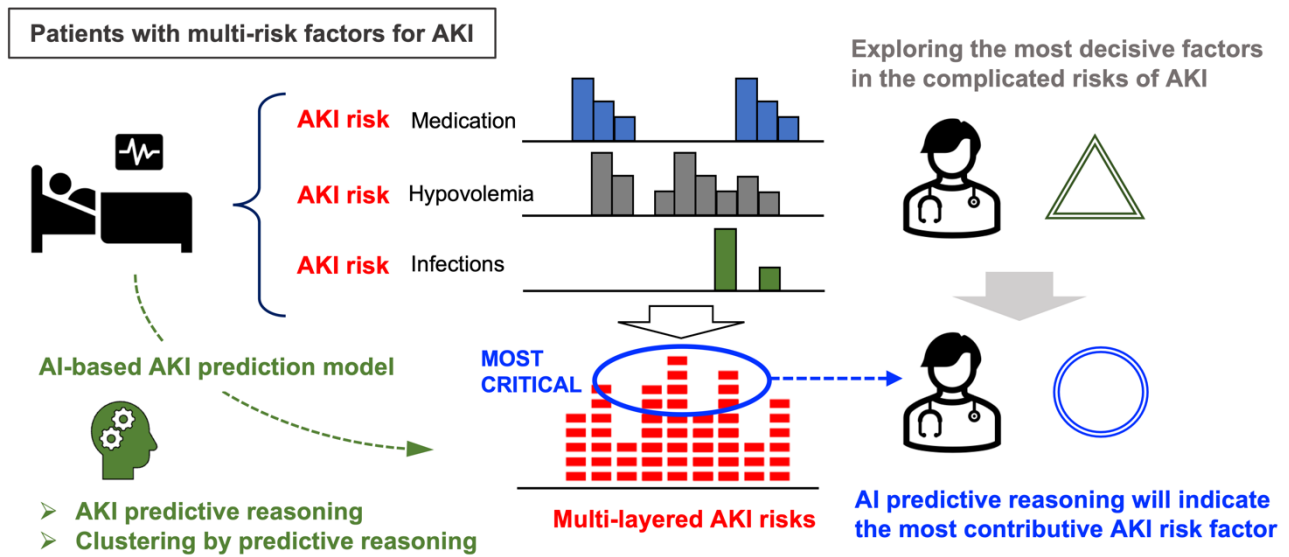 Patients with multi-risk factors for AKI
AKI risk Medication
AKI risk Hypovolemia
AKI risk Infections
Exploring the most decisive factors
in the complicated risks of AKI
AI-based AKI prediction model
➢ AKI predictive reasoning
➢ Clustering by predictive reasoning
MOST
CRITICAL
Multi-layered AKI risks
AI predictive reasoning will indicate
the most contributive AKI risk factor